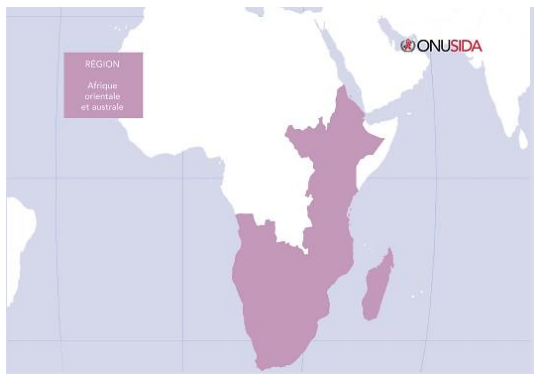 ONUSIDA
RÉGION
Afrique
orientale
et australe